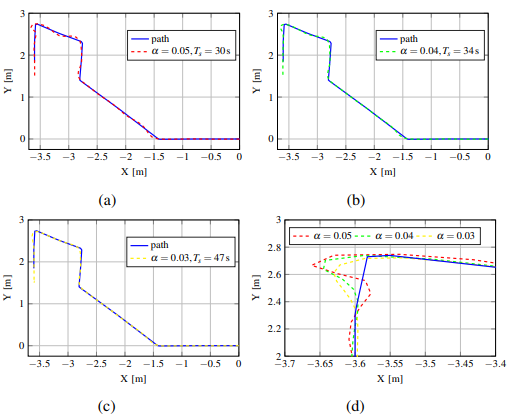 3
2
1
0
Y [m]
path
α = 0.05, Tₛ = 30 s
−3.5 −3 −2.5 −2 −1.5 −1 −0.5 0
X [m]
(a)
3
2
1
0
Y [m]
path
α = 0.04, Tₛ = 34 s
−3.5 −3 −2.5 −2 −1.5 −1 −0.5 0
X [m]
(b)
3
2
1
0
Y [m]
path
α = 0.03, Tₛ = 47 s
−3.5 −3 −2.5 −2 −1.5 −1 −0.5 0
X [m]
(c)
3
2.8
2.6
2.4
2.2
2
Y [m]
α = 0.05 α = 0.04 α = 0.03
−3.7 −3.65 −3.6 −3.55 −3.5 −3.45 −3.4
X [m]
(d)